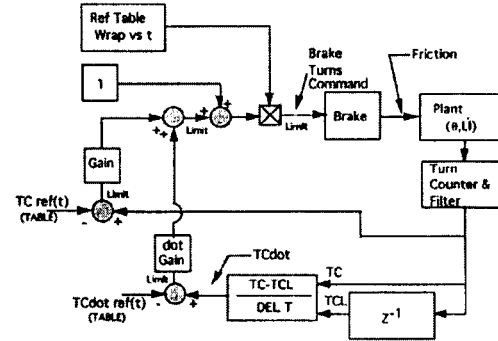 Ref Table
Wrap vs t
1
Brake
Turns
Command
Friction
+
+
+
+
Limit
Limit
Brake
Plant
(θ,L,L̇)
Gain
Limit
Turn
Counter &
Filter
TC ref(t)
(TABLE)
-
+
dot
Gain
Limit
TCdot
TC
TC-TCL
DEL T
TCL
Z⁻¹
TCdot ref(t)
(TABLE)
-
+